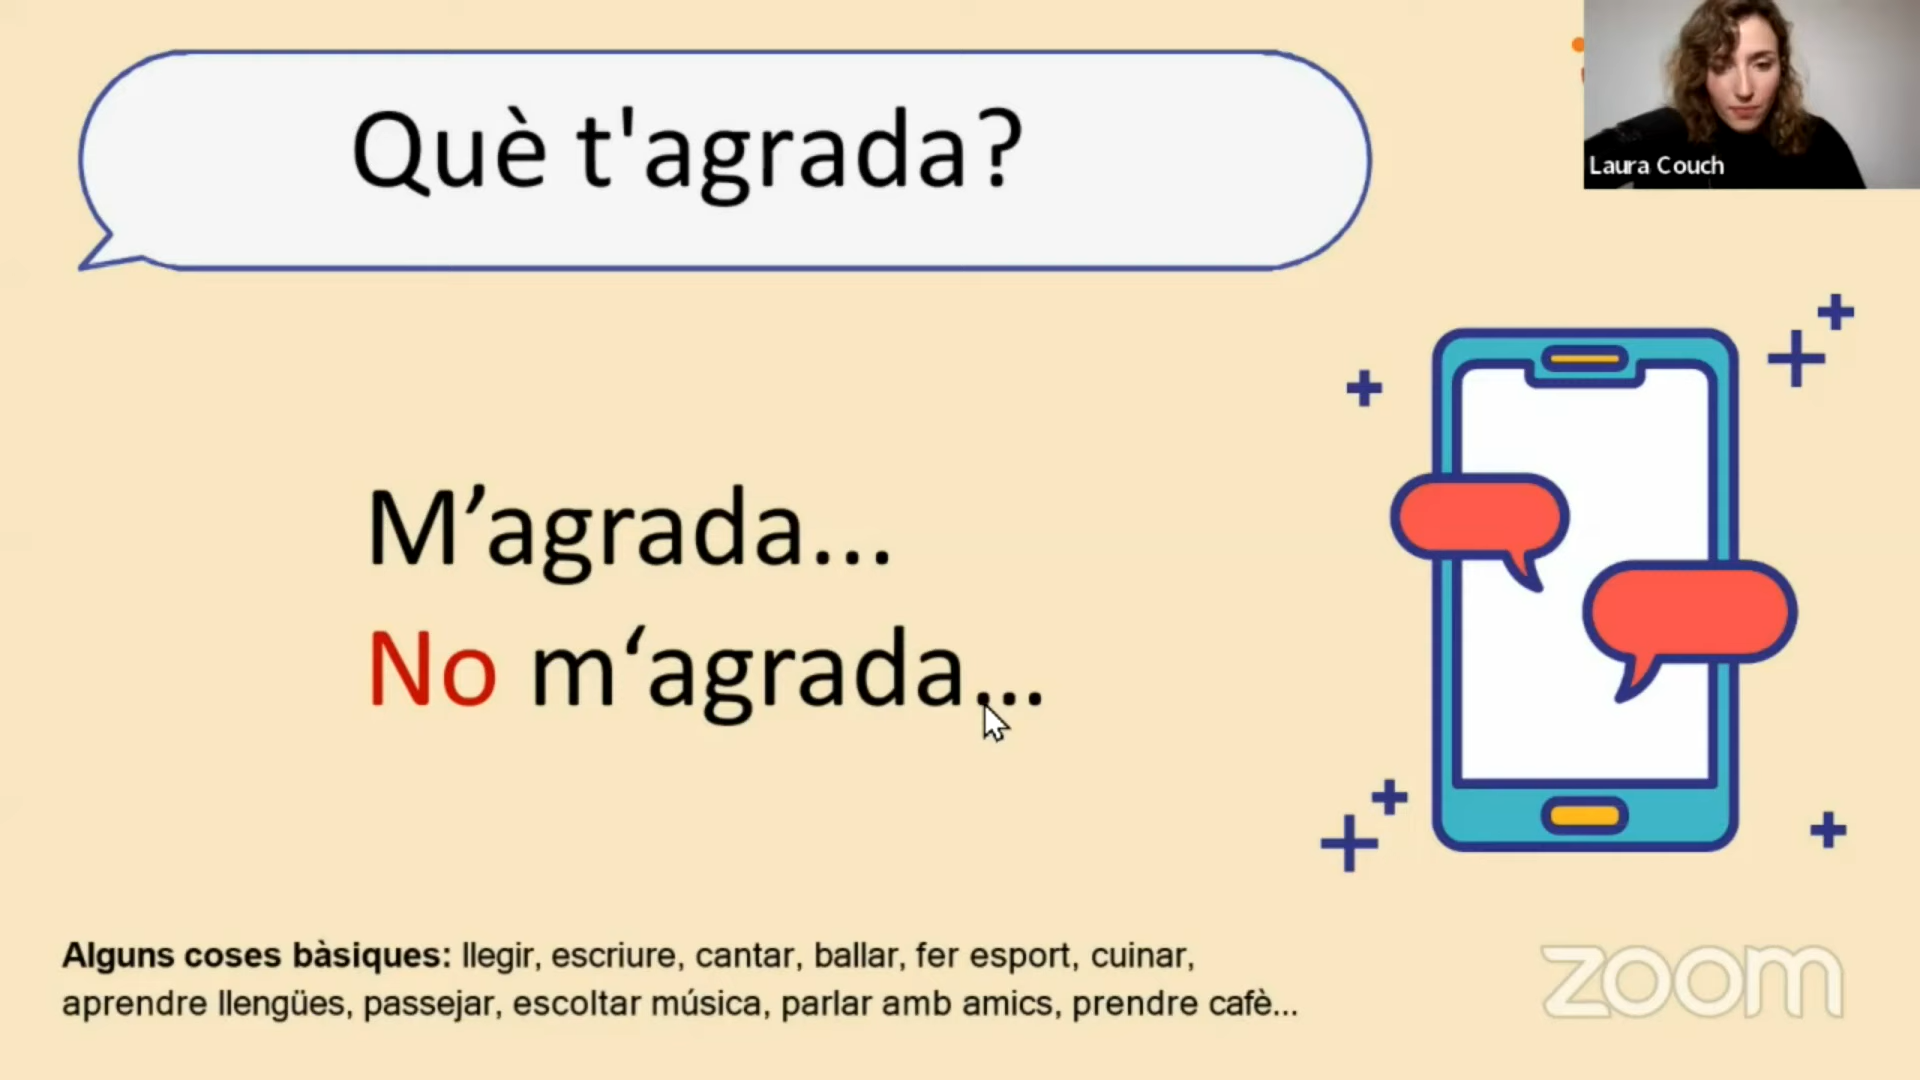 Què t'agrada?
Laura Couch
M’agrada...
No m‘agrada...
Alguns coses bàsiques: llegir, escriure, cantar, ballar, fer esport, cuinar,
aprendre llengües, passejar, escoltar música, parlar amb amics, prendre cafè...
zoom